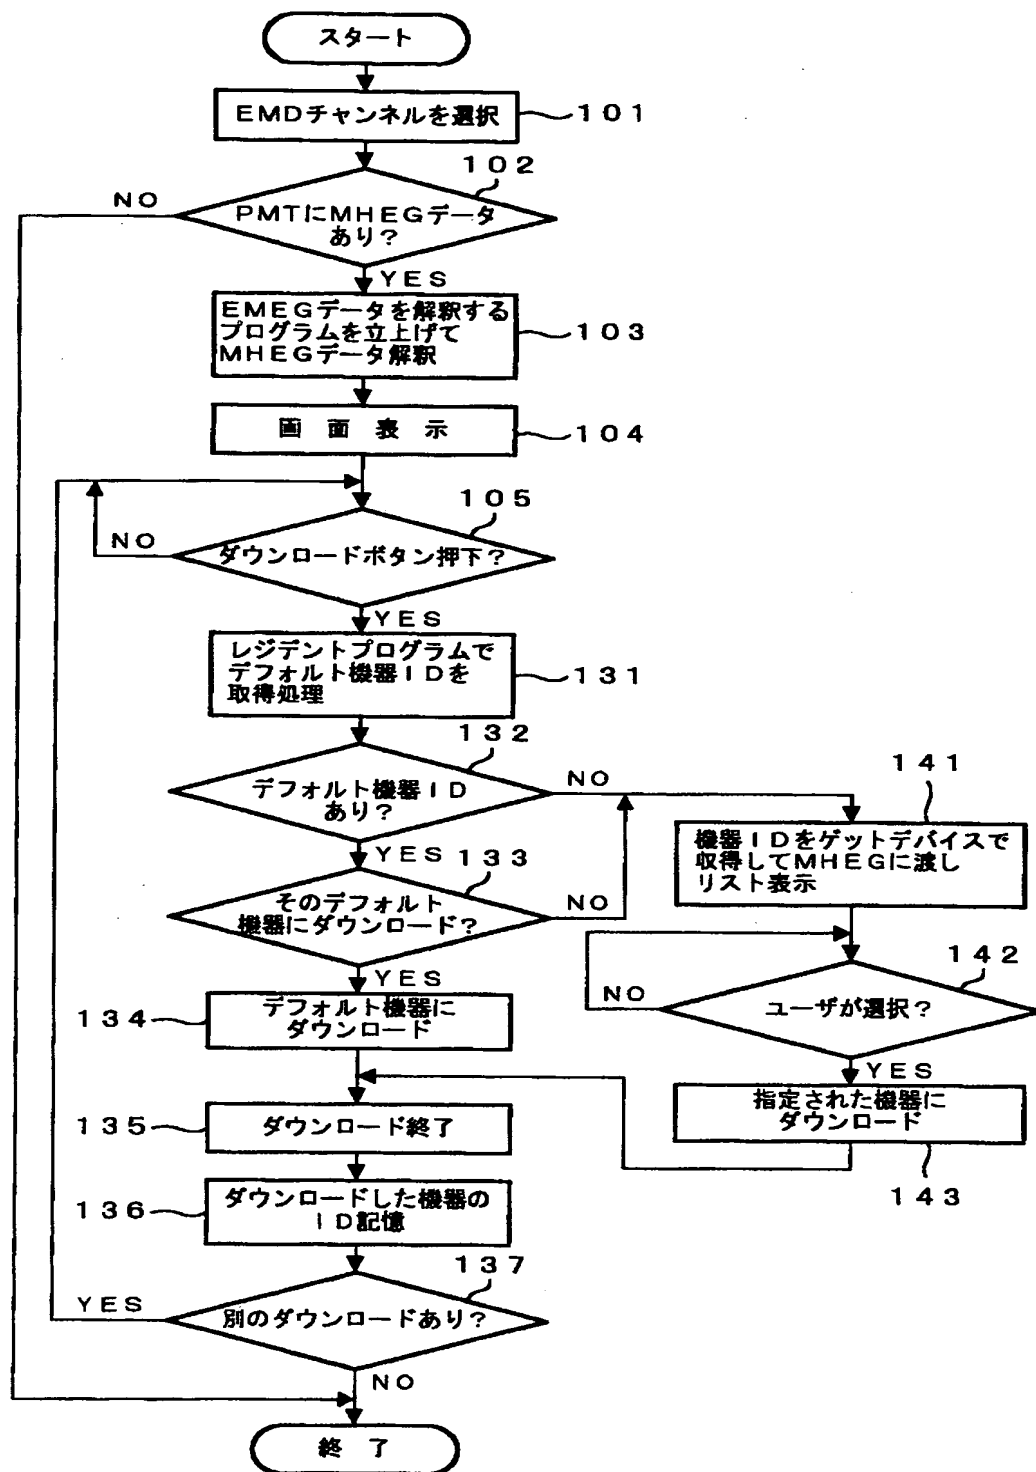 スタート
EMDチャンネルを選択
101
102
NO
PMTにMHEGデータ
あり?
YES
EMEGデータを解釈する
プログラムを立上げて
MHEGデータ解釈
103
画面表示
104
105
NO
ダウンロードボタン押下?
YES
レジデントプログラムで
デフォルト機器IDを
取得処理
131
132
デフォルト機器ID
あり?
NO
YES
133
そのデフォルト
機器にダウンロード?
NO
YES
134
デフォルト機器に
ダウンロード
135
ダウンロード終了
136
ダウンロードした機器の
ID記憶
137
YES
別のダウンロードあり?
NO
終了
141
機器IDをゲットデバイスで
取得してMHEGに渡し
リスト表示
142
NO
ユーザが選択?
YES
指定された機器に
ダウンロード
143